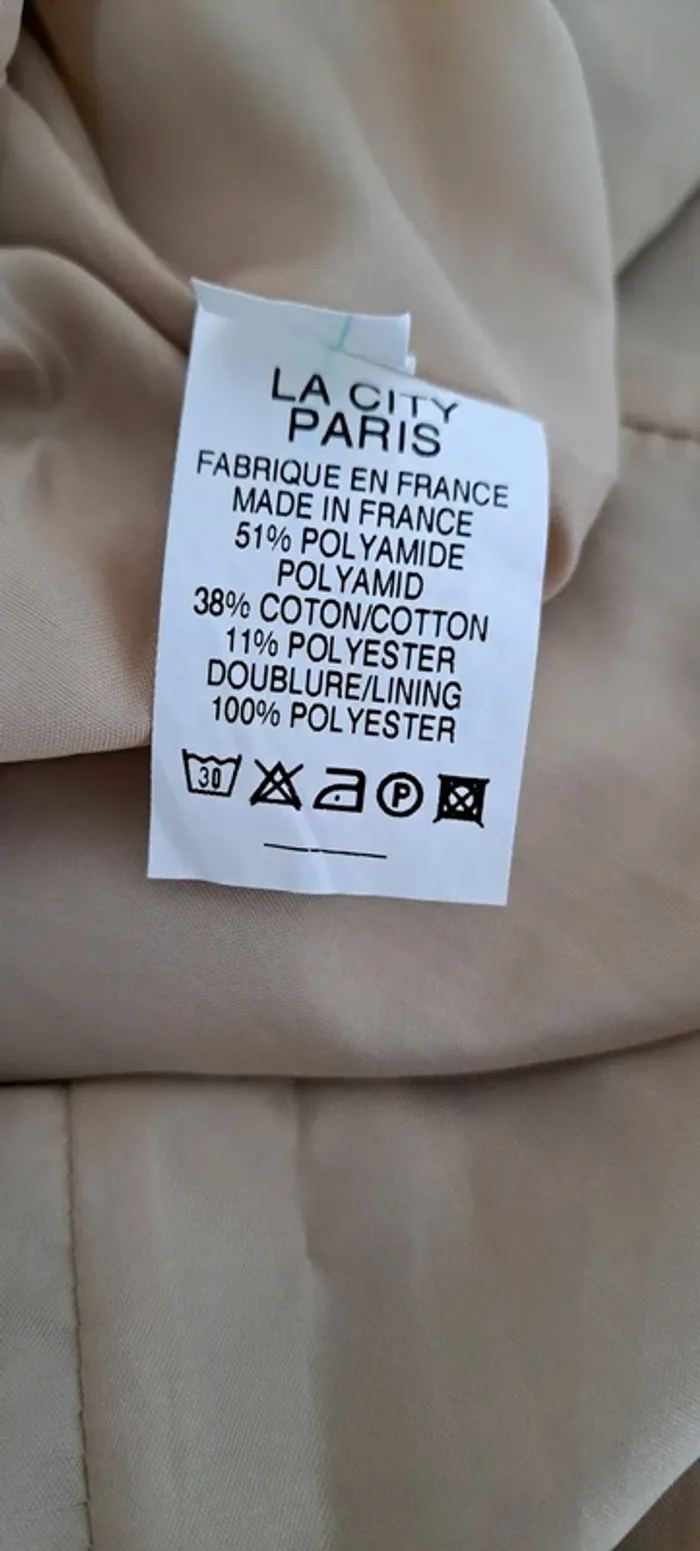 LA CITY
PARIS
FABRIQUE EN FRANCE
MADE IN FRANCE
51% POLYAMIDE
POLYAMID
38% COTON/COTTON
11% POLYESTER
DOUBLURE/LINING
100% POLYESTER
30 P